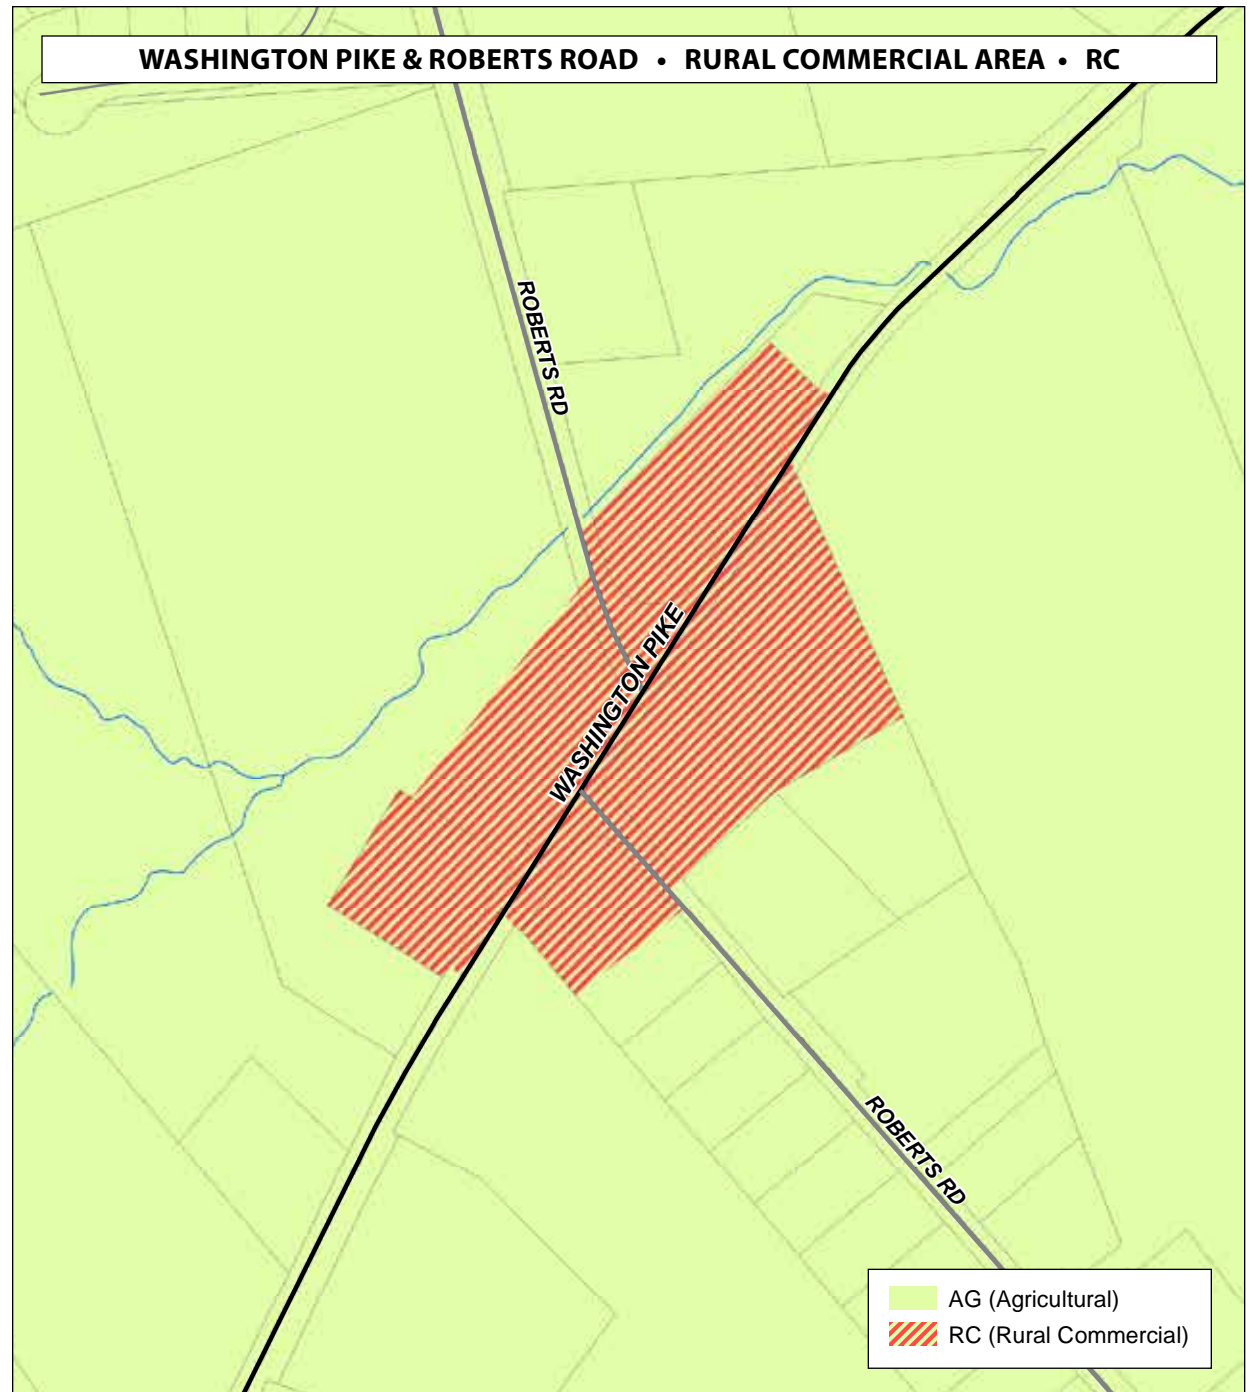 WASHINGTON PIKE & ROBERTS ROAD • RURAL COMMERCIAL AREA • RC
ROBERTS RD
WASHINGTON PIKE
ROBERTS RD
AG (Agricultural)
RC (Rural Commercial)